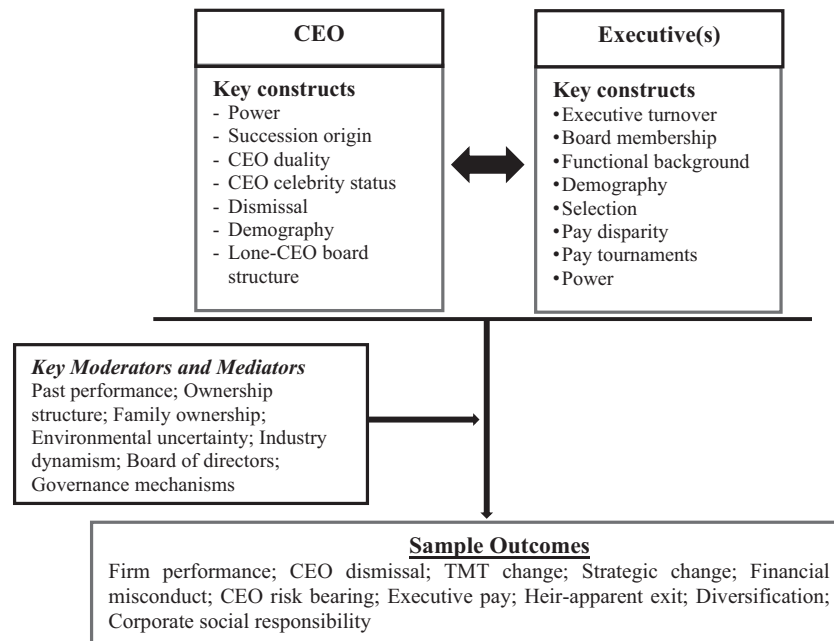 CEO
Key constructs
- Power
- Succession origin
- CEO duality
- CEO celebrity status
- Dismissal
- Demography
- Lone-CEO board
structure
Executive(s)
Key constructs
•Executive turnover
•Board membership
•Functional background
•Demography
•Selection
•Pay disparity
•Pay tournaments
•Power
Key Moderators and Mediators
Past performance; Ownership
structure; Family ownership;
Environmental uncertainty; Industry
dynamism; Board of directors;
Governance mechanisms
Sample Outcomes
Firm performance; CEO dismissal; TMT change; Strategic change; Financial
misconduct; CEO risk bearing; Executive pay; Heir-apparent exit; Diversification;
Corporate social responsibility